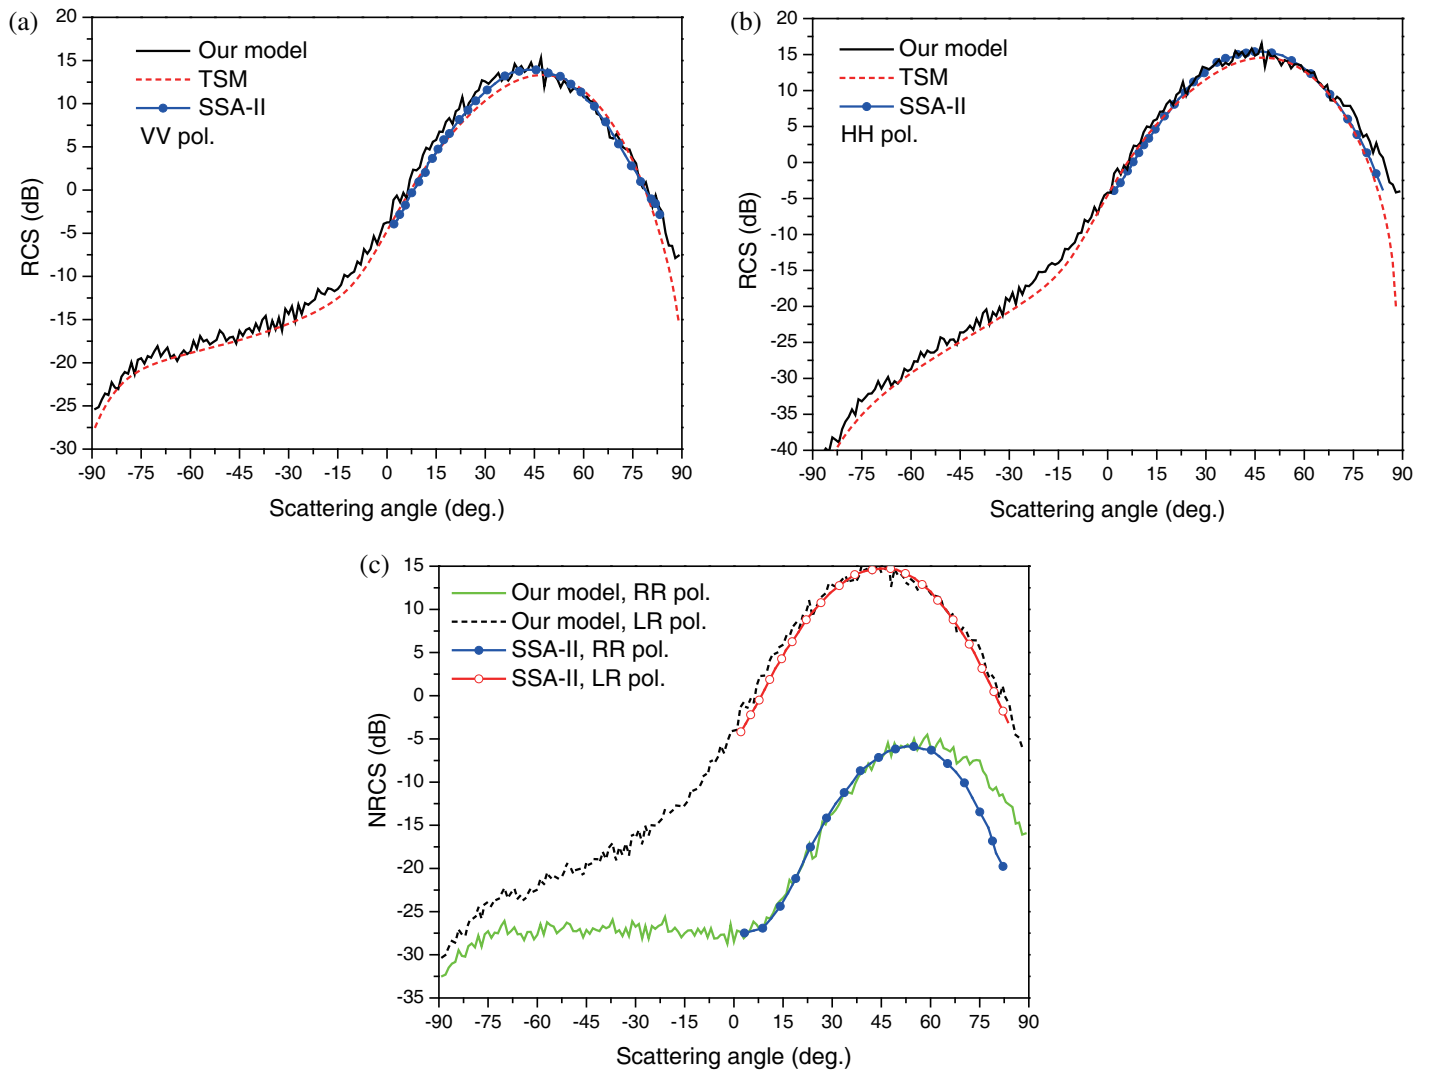 (a)
20
15
10
5
0
-5
-10
-15
-20
-25
-30
RCS (dB)
Our model
TSM
SSA-II
VV pol.
-90 -75 -60 -45 -30 -15 0 15 30 45 60 75 90
Scattering angle (deg.)
(b)
20
15
10
5
0
-5
-10
-15
-20
-25
-30
-35
-40
RCS (dB)
Our model
TSM
SSA-II
HH pol.
-90 -75 -60 -45 -30 -15 0 15 30 45 60 75 90
Scattering angle (deg.)
(c)
15
10
5
0
-5
-10
-15
-20
-25
-30
-35
NRCS (dB)
Our model, RR pol.
Our model, LR pol.
SSA-II, RR pol.
SSA-II, LR pol.
-90 -75 -60 -45 -30 -15 0 15 30 45 60 75 90
Scattering angle (deg.)